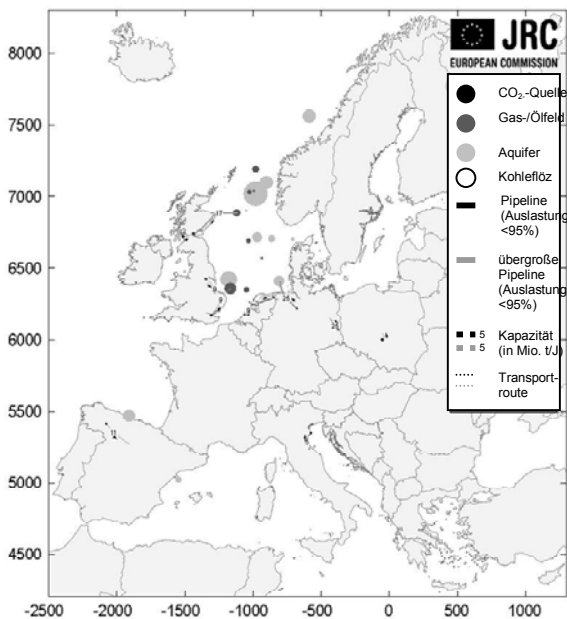 JRC
EUROPEAN COMMISSION
CO₂-Quelle
Gas-/Ölfeld
Aquifer
Kohleflöz
Pipeline
(Auslastung
<95%)
übergroße
Pipeline
(Auslastung
<95%)
5 Kapazität
5 (in Mio. t/J)
Transport-
route
8000
7500
7000
6500
6000
5500
5000
4500
-2500 -2000 -1500 -1000 -500 0 500 1000
17
11